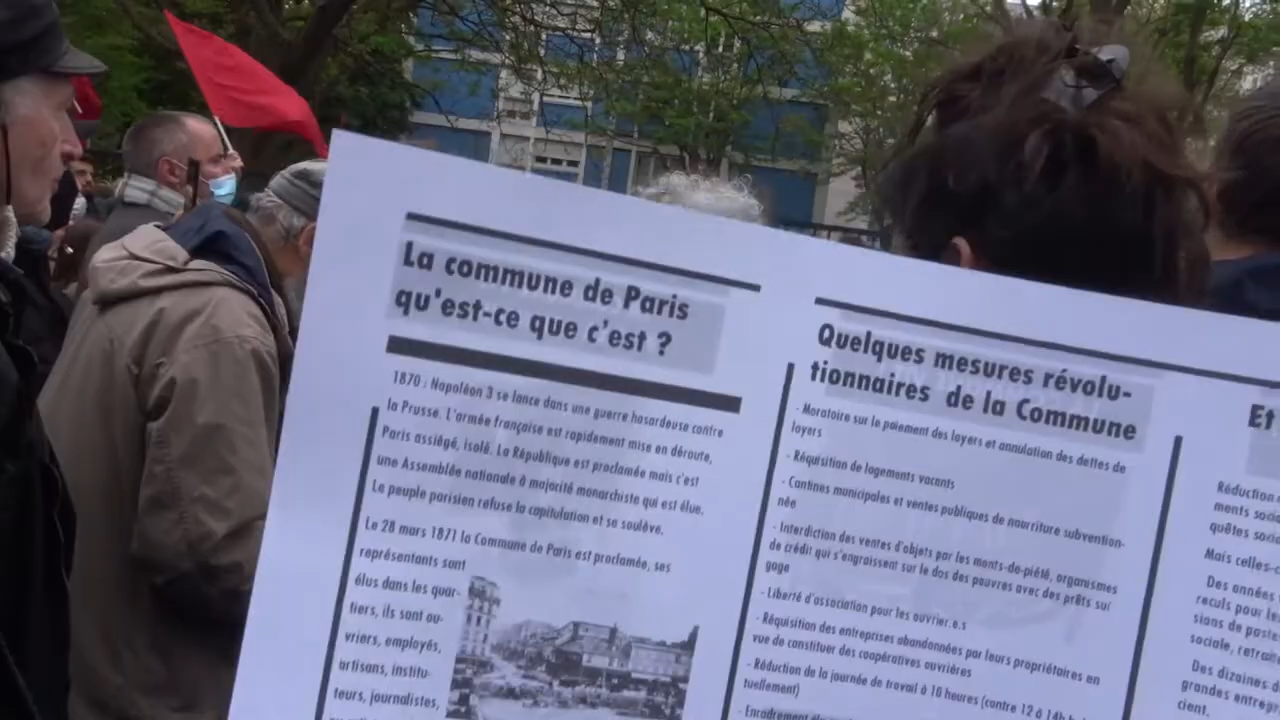 La commune de Paris
qu'est-ce que c'est ?
1870 : Napoléon 3 se lance dans une guerre hasardeuse contre
la Prusse. L'armée française est rapidement mise en déroute,
Paris assiégé, isolé. La République est proclamée mais c'est
une Assemblée nationale à majorité monarchiste qui est élue.
Le peuple parisien refuse la capitulation et se soulève.
Le 28 mars 1871 la Commune de Paris est proclamée, ses
représentants sont
élus dans les quar-
tiers, ils sont ou-
vriers, employés,
artisans, institu-
teurs, journalistes,
Quelques mesures révolu-
tionnaires de la Commune
- Moratoire sur le paiement des loyers et annulation des dettes de
loyers
- Réquisition de logements vacants
- Cantines municipales et ventes publiques de nourriture subvention-
née
- Interdiction des ventes d'objets par les monts-de-piété, organismes
de crédit qui s'engraissent sur le dos des pauvres avec des prêts sur
gage
- Liberté d'association pour les ouvrier.e.s
- Réquisition des entreprises abandonnées par leurs propriétaires en
vue de constituer des coopératives ouvrières
- Réduction de la journée de travail à 10 heures (contre 12 à 14h
tuellement)
- Encadrement
Et
Réduction
ments
quêtes
Mais
Des années
reculs pour
sions de
sociale,
Des dizaines
grandes
cient.